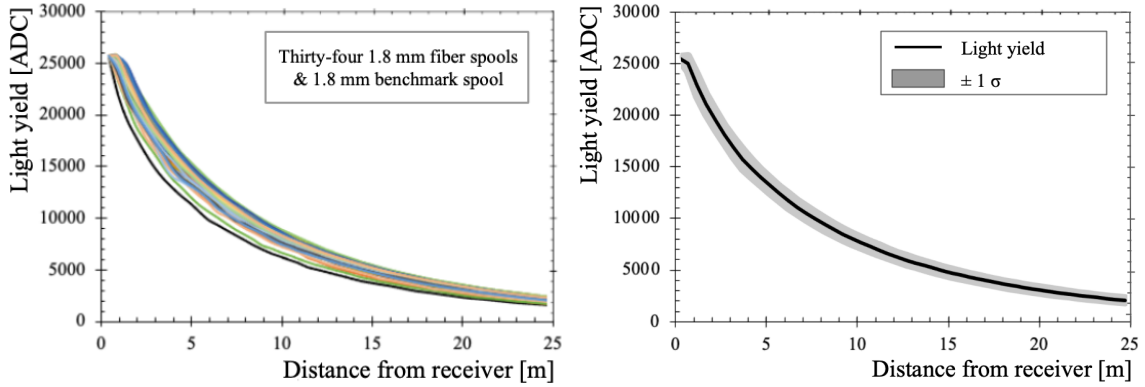 30000
25000
20000
15000
10000
5000
0
Light yield [ADC]
Thirty-four 1.8 mm fiber spools
& 1.8 mm benchmark spool
0 5 10 15 20 25
Distance from receiver [m]
30000
25000
20000
15000
10000
5000
0
Light yield [ADC]
Light yield
± 1 σ
0 5 10 15 20 25
Distance from receiver [m]